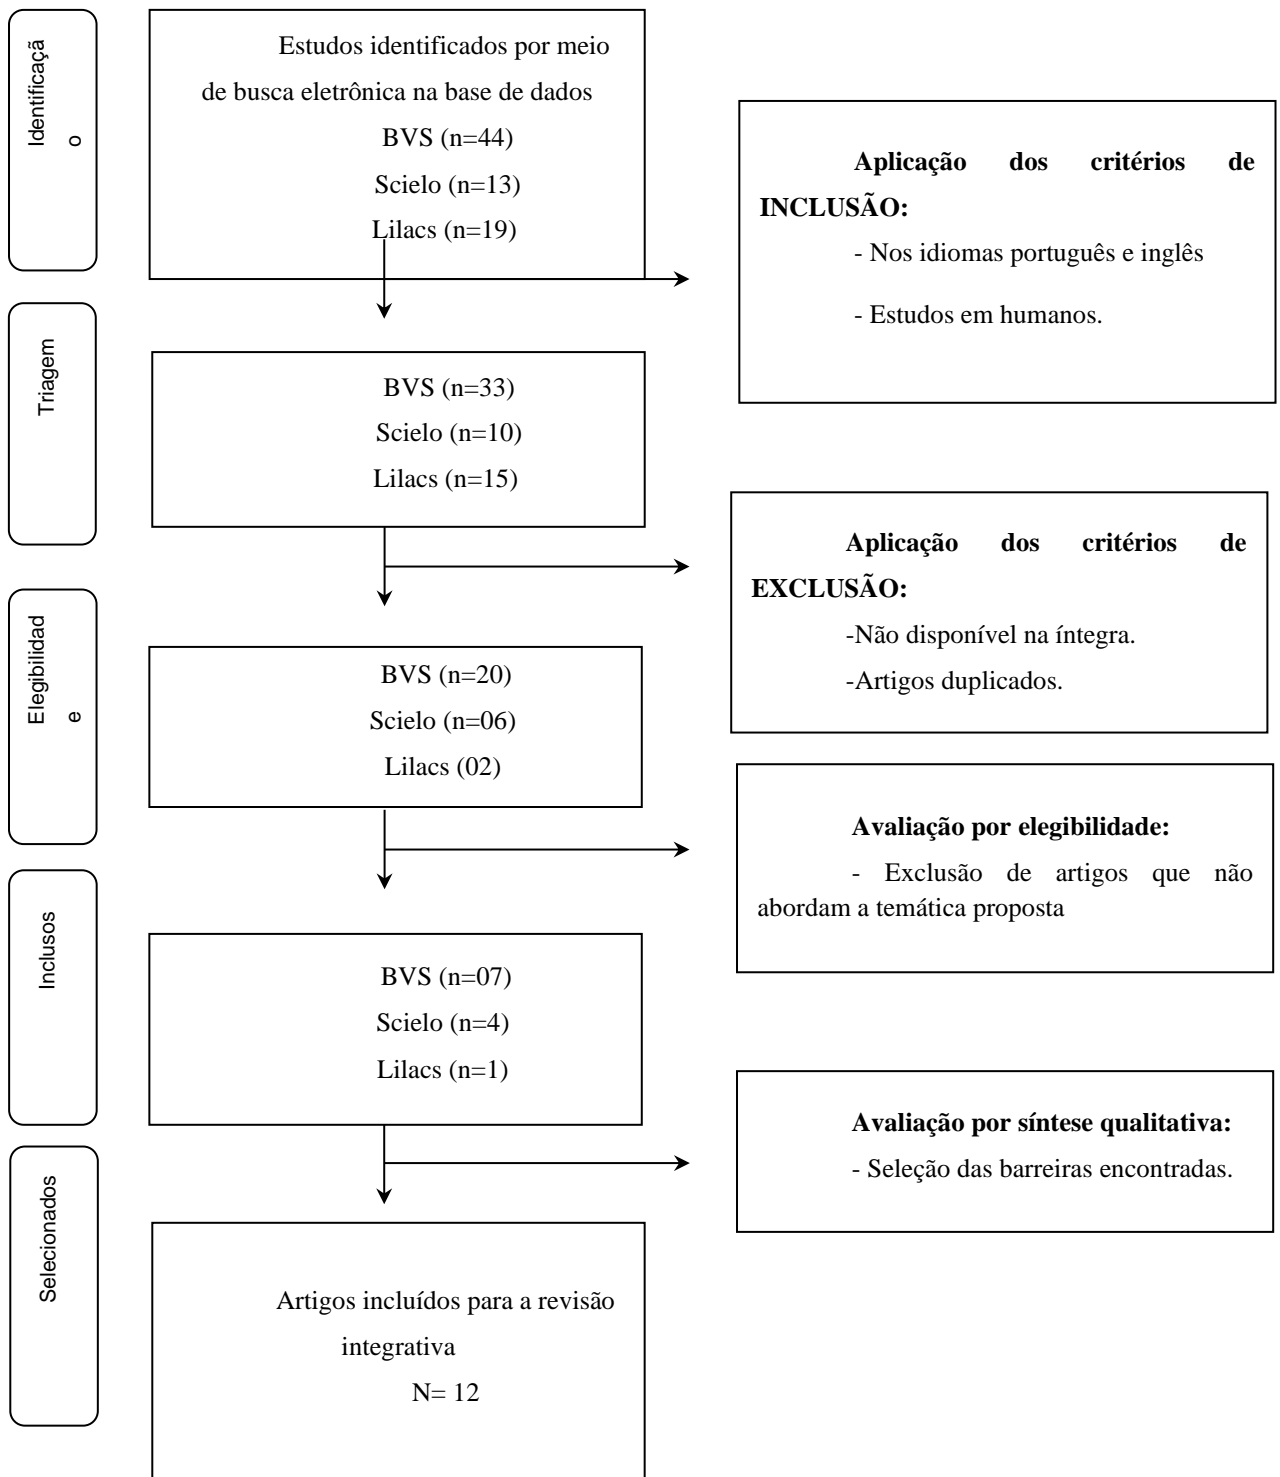 Identificaçã
o
Estudos identificados por meio
de busca eletrônica na base de dados
BVS (n=44)
Scielo (n=13)
Lilacs (n=19)
Aplicação dos critérios de
INCLUSÃO:
- Nos idiomas português e inglês
- Estudos em humanos.
Triagem
BVS (n=33)
Scielo (n=10)
Lilacs (n=15)
Aplicação dos critérios de
EXCLUSÃO:
-Não disponível na íntegra.
-Artigos duplicados.
Elegibilidad
e
BVS (n=20)
Scielo (n=06)
Lilacs (02)
Avaliação por elegibilidade:
- Exclusão de artigos que não
abordam a temática proposta
Inclusos
BVS (n=07)
Scielo (n=4)
Lilacs (n=1)
Avaliação por síntese qualitativa:
- Seleção das barreiras encontradas.
Selecionados
Artigos incluídos para a revisão
integrativa
N= 12